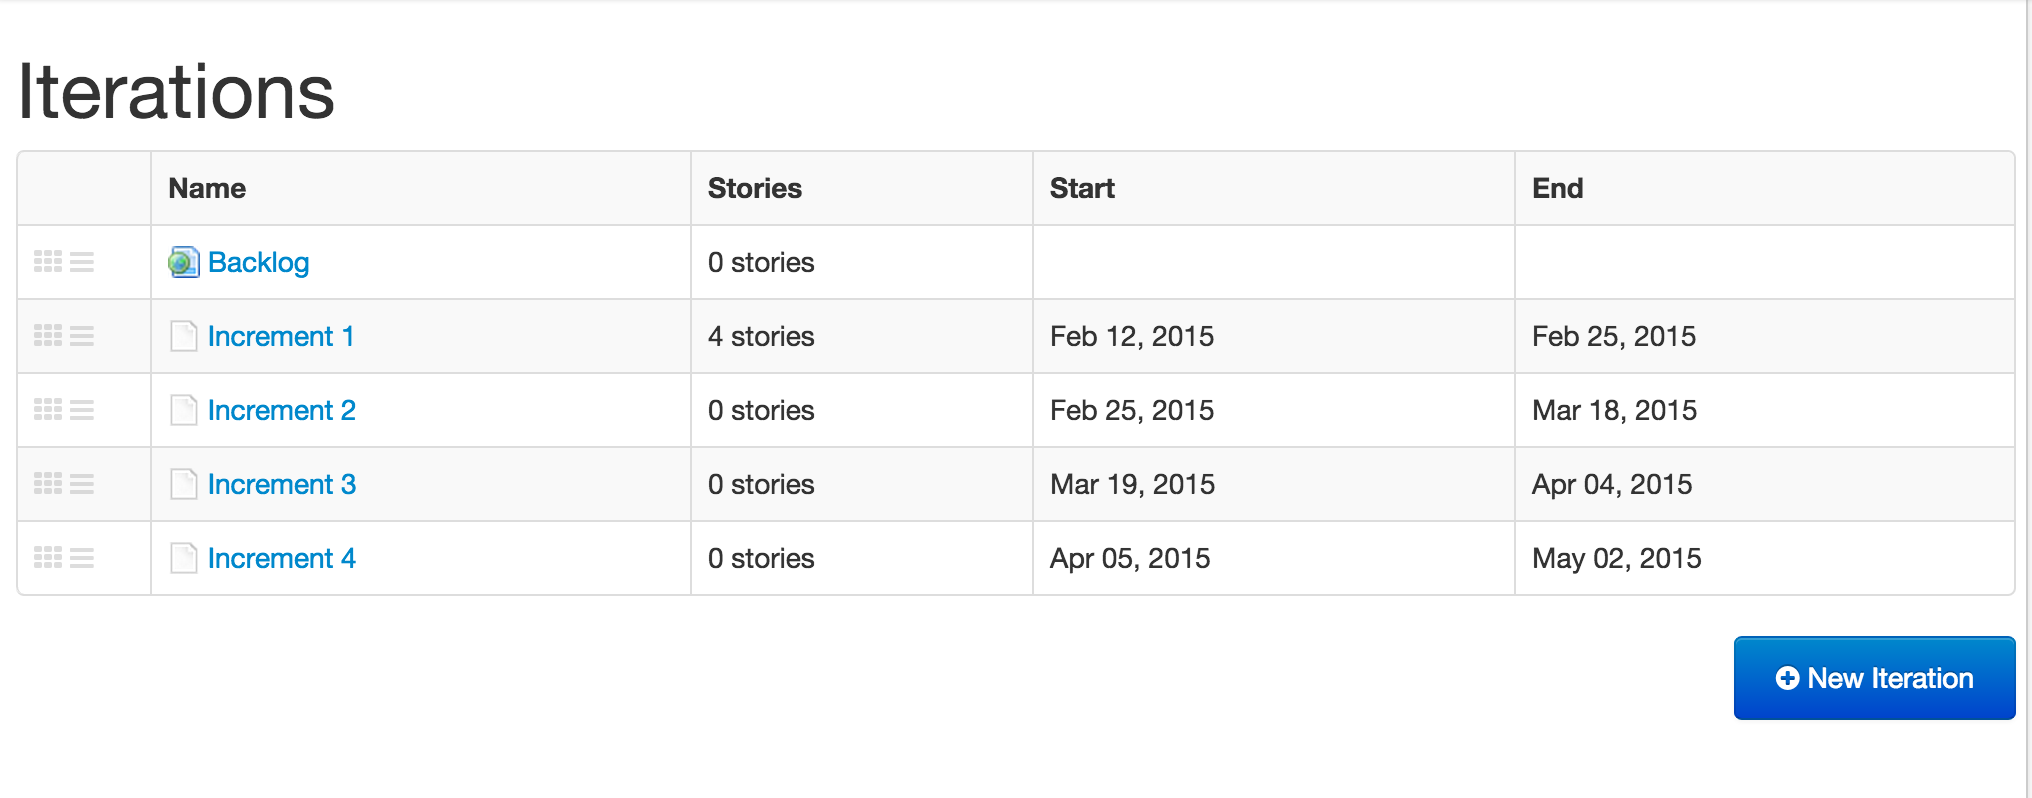 Iterations
Name Stories Start End
Backlog 0 stories
Increment 1 4 stories Feb 12, 2015 Feb 25, 2015
Increment 2 0 stories Feb 25, 2015 Mar 18, 2015
Increment 3 0 stories Mar 19, 2015 Apr 04, 2015
Increment 4 0 stories Apr 05, 2015 May 02, 2015
New Iteration